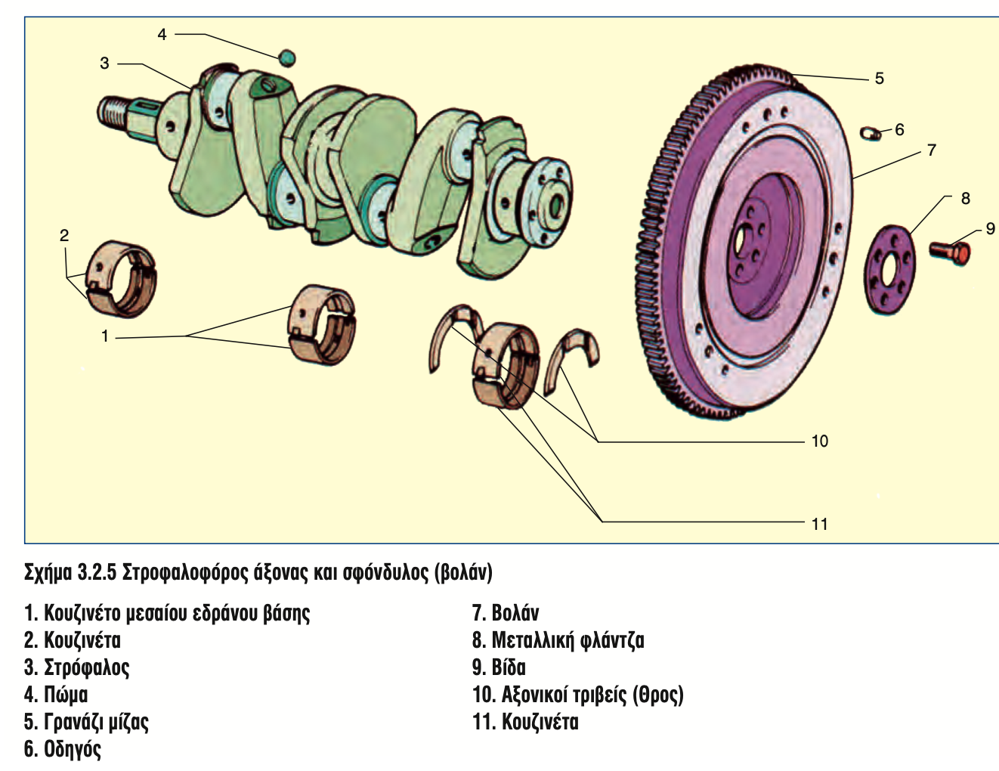 4
3
5
6
7
8
9
2
1
10
11
Σχήμα 3.2.5 Στροφαλοφόρος άξονας και σφόνδυλος (βολάν)
1. Κουζινέτο μεσαίου εδράνου βάσης
2. Κουζινέτα
3. Στρόφαλος
4. Πώμα
5. Γρανάζι μίζας
6. Οδηγός
7. Βολάν
8. Μεταλλική φλάντζα
9. Βίδα
10. Αξονικοί τριβείς (Θρος)
11. Κουζινέτα